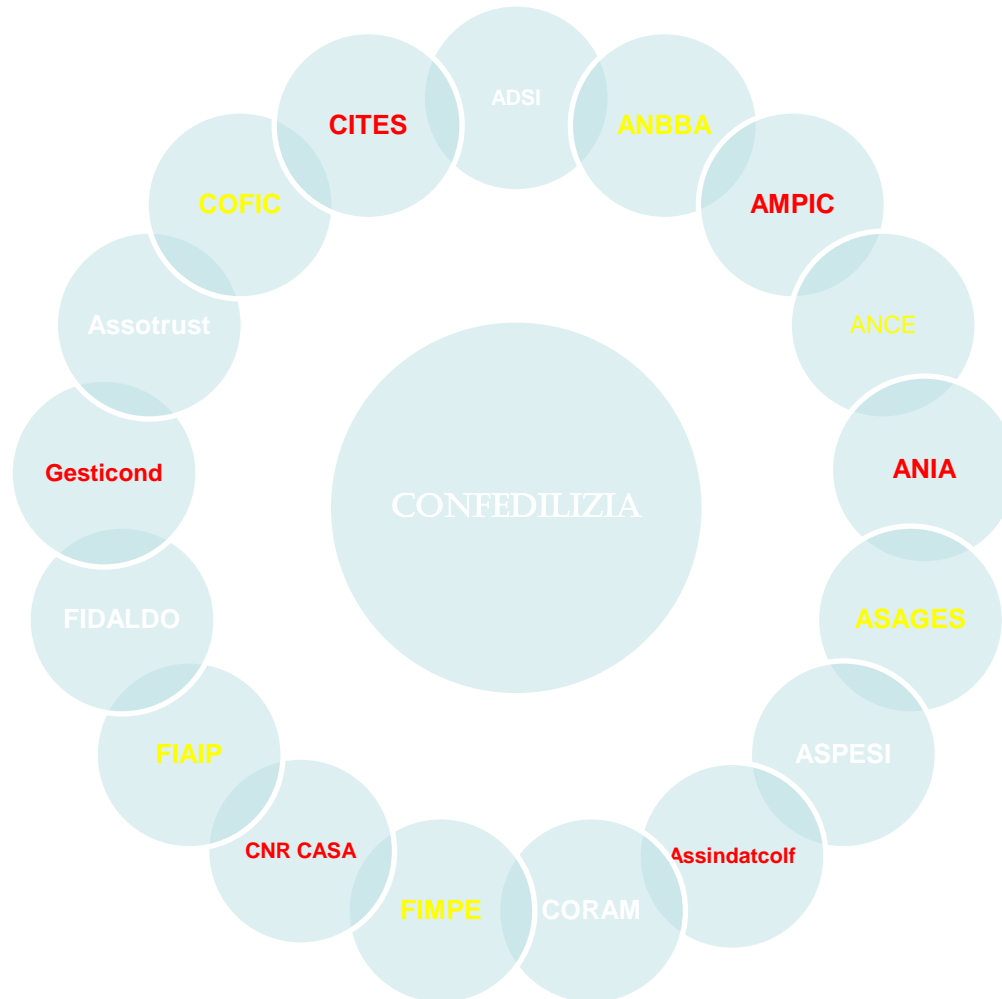 ADSI
ANBBA
AMPIC
ANCE
ANIA
ASAGES
ASPESI
Assindatcolf
CORAM
FIMPE
CNR CASA
FIAIP
FIDALDO
Gesticond
Assotrust
COFIC
CITES
CONFEDILIZIA